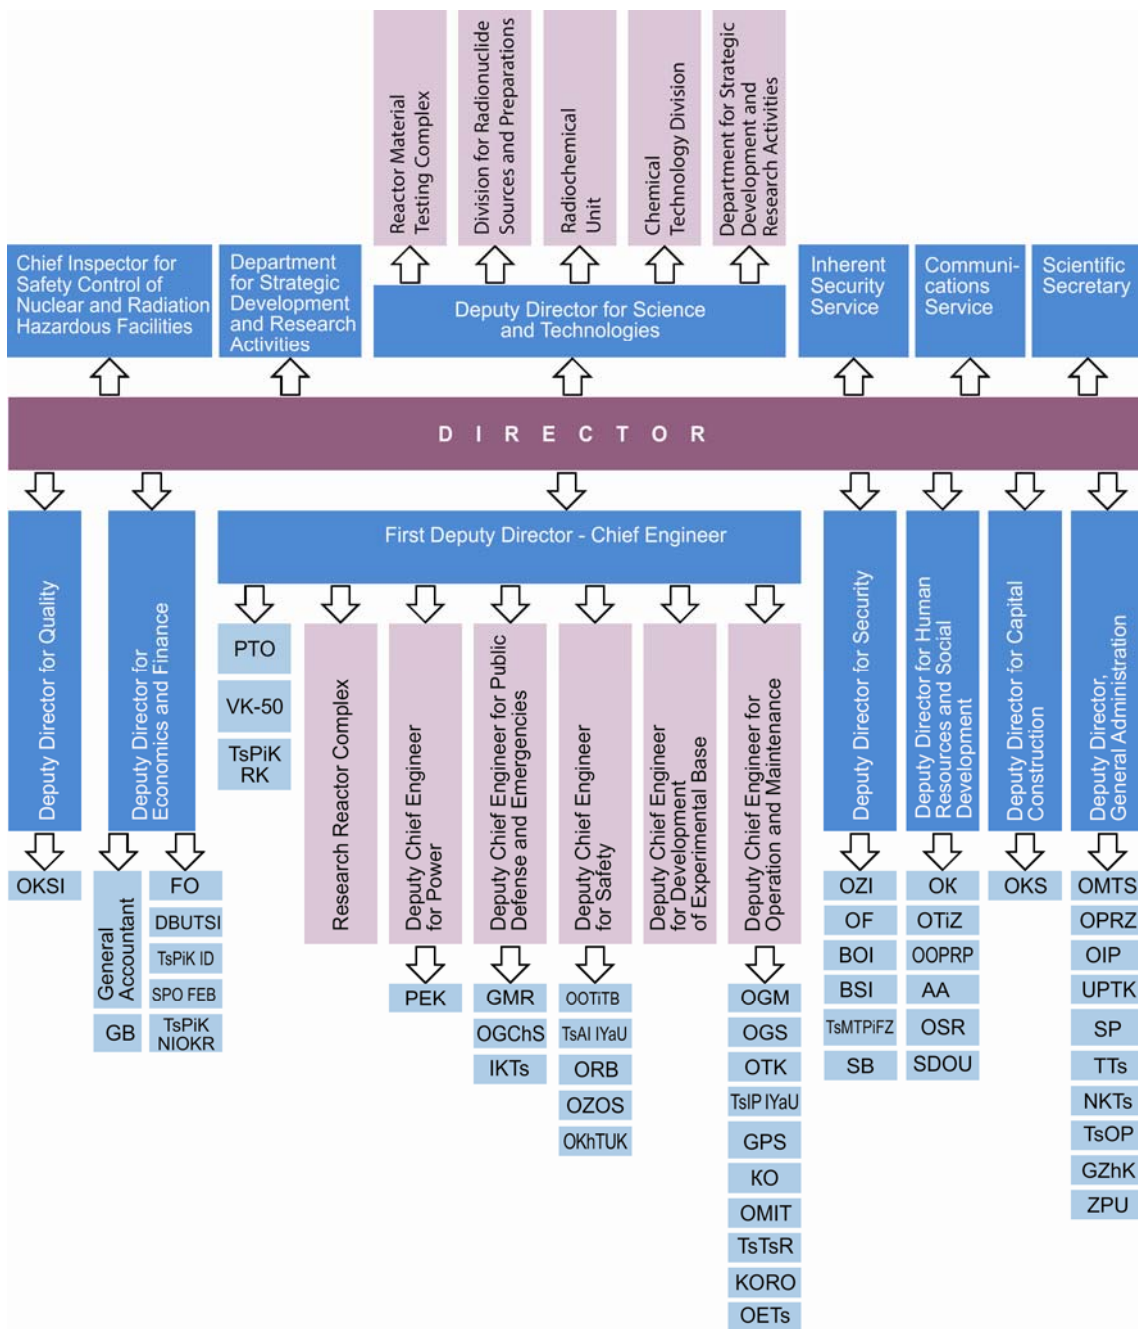 Reactor Material
Testing Complex
Division for Radionuclide
Sources and Preparations
Radiochemical
Unit
Chemical
Technology Division
Department for Strategic
Development and
Research Activities
Chief Inspector for
Safety Control of
Nuclear and Radiation
Hazardous Facilities
Department
for Strategic
Development
and Research
Activities
Deputy Director for Science
and Technologies
Inherent
Security
Service
Communi-
cations
Service
Scientific
Secretary
DIRECTOR
Deputy Director for Quality
Deputy Director for
Economics and Finance
First Deputy Director - Chief Engineer
Deputy Director for Security
Deputy Director for Human
Resources and Social
Development
Deputy Director for Capital
Construction
Deputy Director,
General Administration
PTO
VK-50
TsPiK
RK
Research Reactor Complex
Deputy Chief Engineer
for Power
Deputy Chief Engineer for Public
Defense and Emergencies
Deputy Chief Engineer
for Safety
Deputy Chief Engineer
for Development
of Experimental Base
Deputy Chief Engineer for
Operation and Maintenance
OKSI
General
Accountant
GB
FO
DBUTSI
TsPiK ID
SPO FEB
TsPiK
NIOKR
PEK
GMR
OGChS
IKTs
OOTiTB
TsAI IYaU
ORB
OZOS
OKhTUK
OGM
OGS
OTK
TsIP IYaU
GPS
KO
OMIT
TsTsR
KORO
OETs
OZI
OF
BOI
BSI
TsMTPiFZ
SB
OK
OTiZ
OOPRP
AA
OSR
SDOU
OKS
OMTS
OPRZ
OIP
UPTK
SP
TTs
NKTs
TsOP
GZhK
ZPU